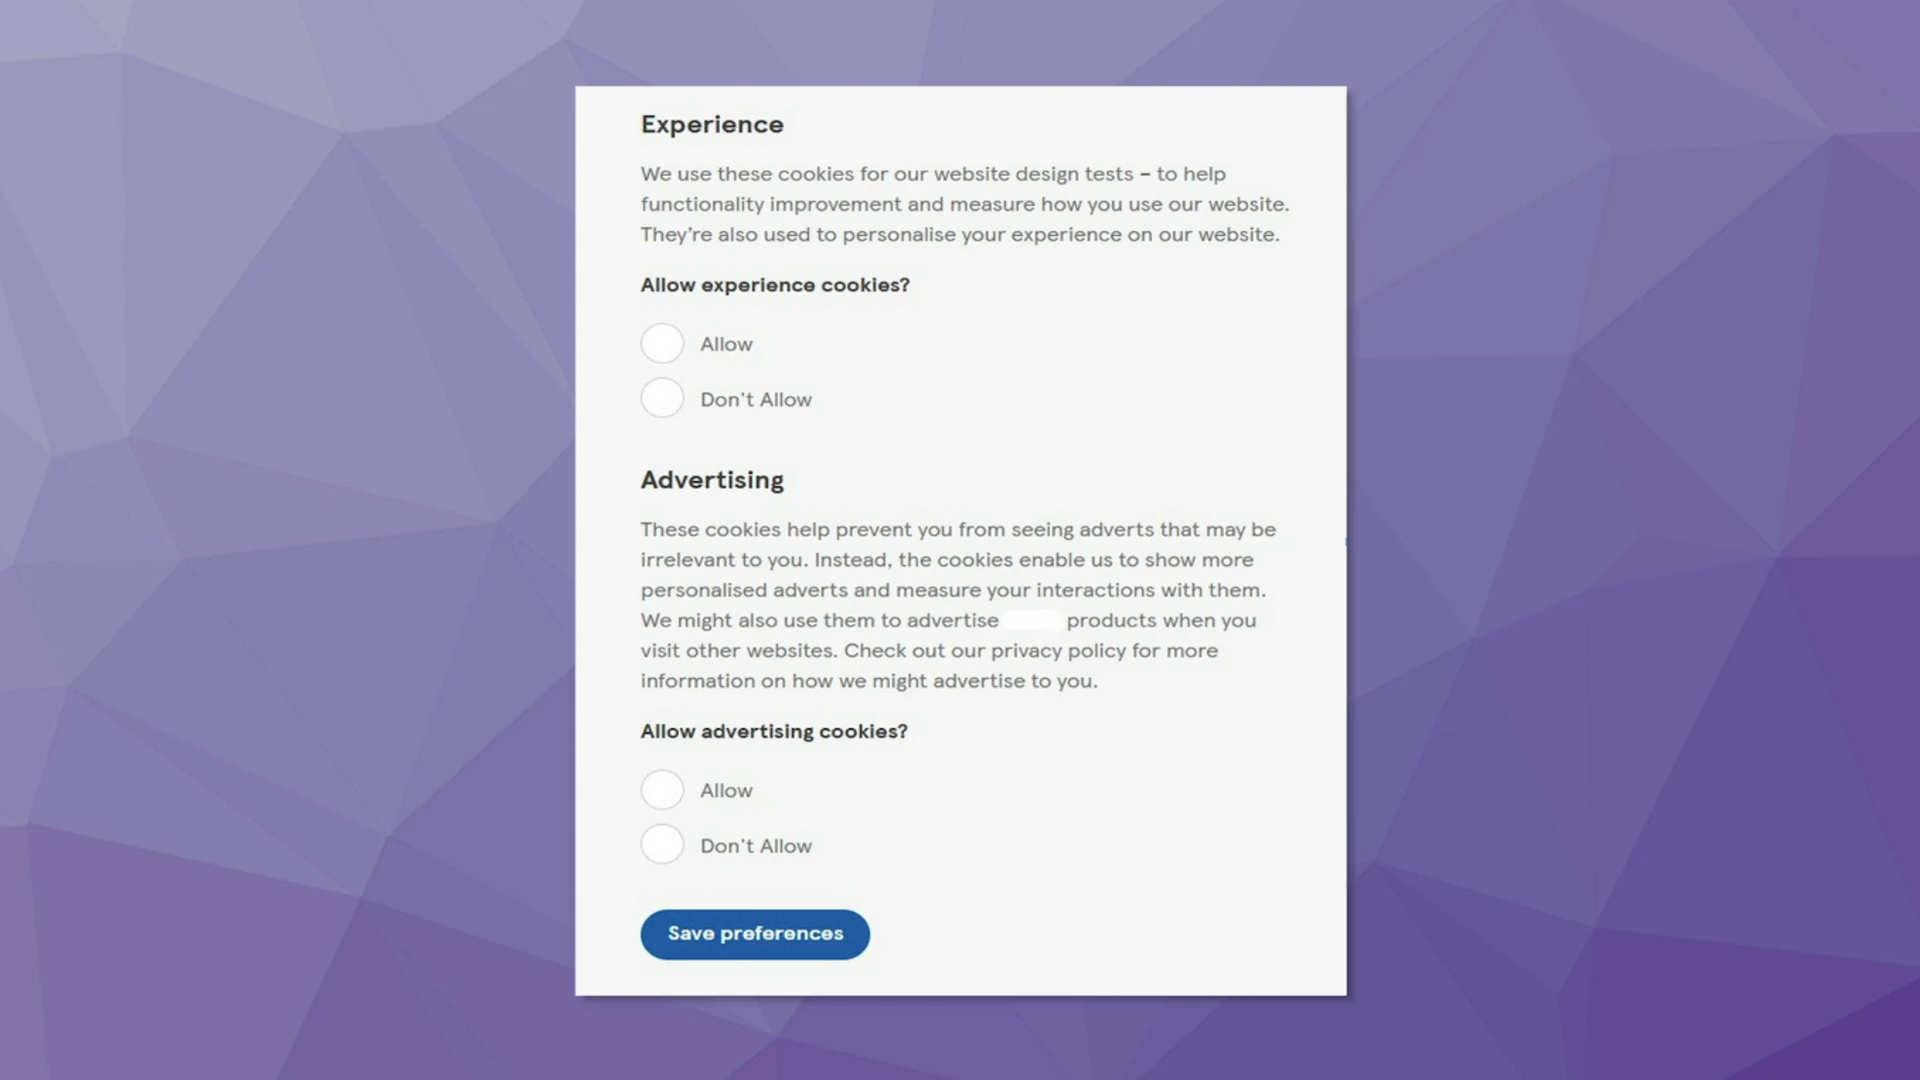 Experience
We use these cookies for our website design tests – to help
functionality improvement and measure how you use our website.
They're also used to personalise your experience on our website.
Allow experience cookies?
Allow
Don't Allow
Advertising
These cookies help prevent you from seeing adverts that may be
irrelevant to you. Instead, the cookies enable us to show more
personalised adverts and measure your interactions with them.
We might also use them to advertise products when you
visit other websites. Check out our privacy policy for more
information on how we might advertise to you.
Allow advertising cookies?
Allow
Don't Allow
Save preferences